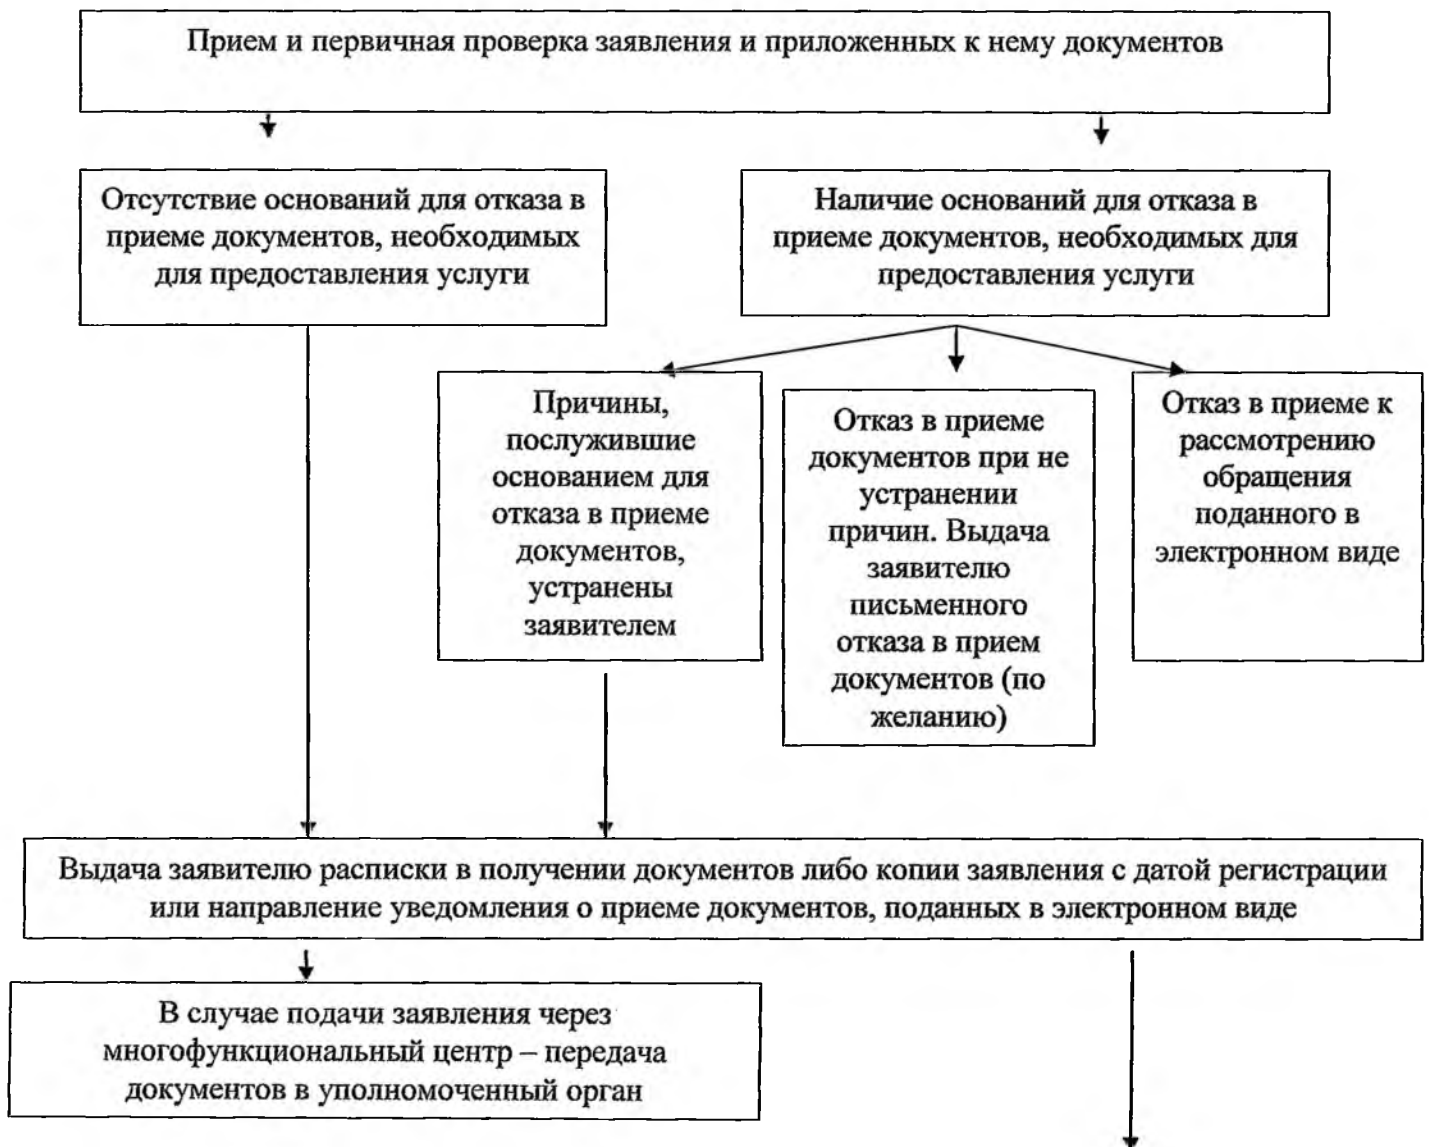 Прием и первичная проверка заявления и приложенных к нему документов
Отсутствие оснований для отказа в
приеме документов, необходимых
для предоставления услуги
Наличие оснований для отказа в
приеме документов, необходимых для
предоставления услуги
Причины,
послужившие
основанием для
отказа в приеме
документов,
устранены
заявителем
Отказ в приеме
документов при не
устранении
причин. Выдача
заявителю
письменного
отказа в прием
документов (по
желанию)
Отказ в приеме к
рассмотрению
обращения
поданного в
электронном виде
Выдача заявителю расписки в получении документов либо копии заявления с датой регистрации
или направление уведомления о приеме документов, поданных в электронном виде
В случае подачи заявления через
многофункциональный центр – передача
документов в уполномоченный орган